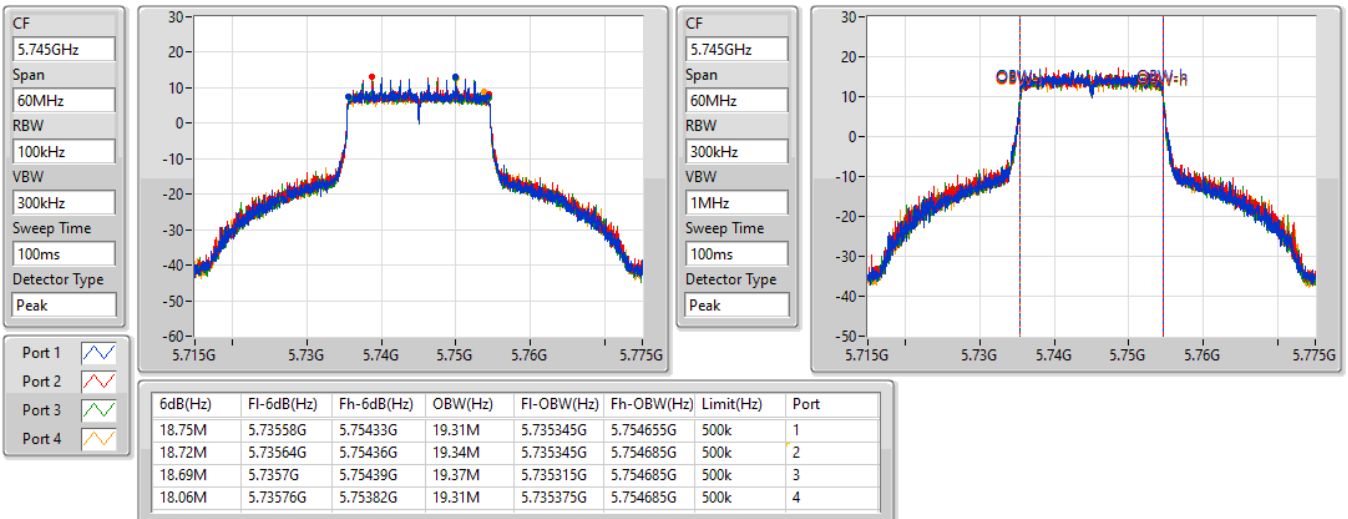 CF
5.745GHz
Span
60MHz
RBW
100kHz
VBW
300kHz
Sweep Time
100ms
Detector Type
Peak
30
20
10
0
-10
-20
-30
-40
-50
-60
5.715G 5.73G 5.74G 5.75G 5.76G 5.775G
CF
5.745GHz
Span
60MHz
RBW
300kHz
VBW
1MHz
Sweep Time
100ms
Detector Type
Peak
30
20
10
0
-10
-20
-30
-40
-50
OBW-h
5.715G 5.73G 5.74G 5.75G 5.76G 5.775G
Port 1
Port 2
Port 3
Port 4
6dB(Hz) Fl-6dB(Hz) Fh-6dB(Hz) OBW(Hz) Fl-OBW(Hz) Fh-OBW(Hz) Limit(Hz) Port
18.75M 5.73558G 5.75433G 19.31M 5.735345G 5.754655G 500k 1
18.72M 5.73564G 5.75436G 19.34M 5.735345G 5.754685G 500k 2
18.69M 5.7357G 5.75439G 19.37M 5.735315G 5.754685G 500k 3
18.06M 5.73576G 5.75382G 19.31M 5.735375G 5.754685G 500k 4